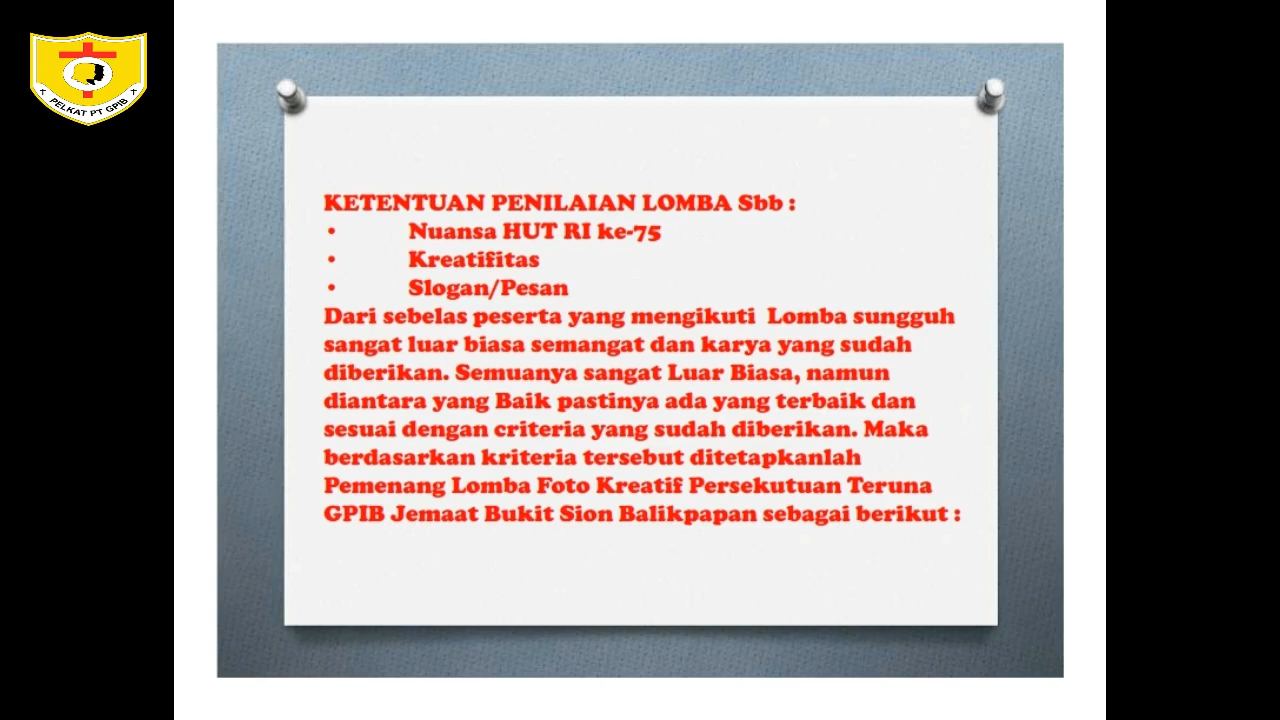 PELKAT PT GPIB
KETENTUAN PENILAIAN LOMBA Sbb :
• Nuansa HUT RI ke-75
• Kreatifitas
• Slogan/Pesan
Dari sebelas peserta yang mengikuti Lomba sungguh
sangat luar biasa semangat dan karya yang sudah
diberikan. Semuanya sangat Luar Biasa, namun
diantara yang Baik pastinya ada yang terbaik dan
sesuai dengan criteria yang sudah diberikan. Maka
berdasarkan kriteria tersebut ditetapkanlah
Pemenang Lomba Foto Kreatif Persekutuan Teruna
GPIB Jemaat Bukit Sion Balikpapan sebagai berikut :